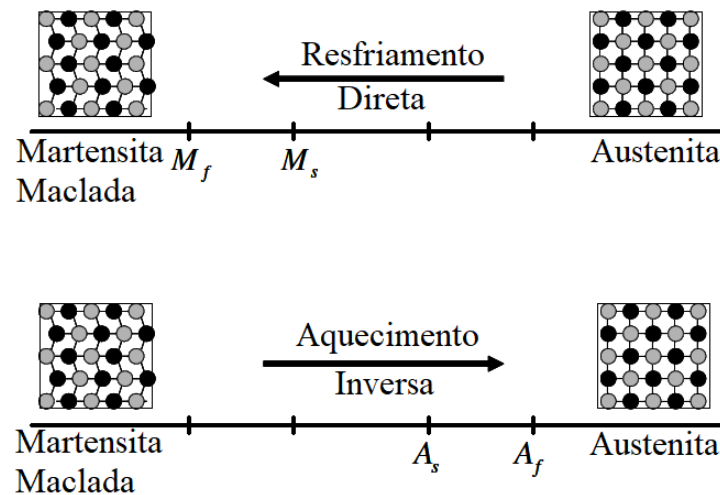 Resfriamento
Direta
Martensita
Maclada
M_f
M_s
Austenita
Aquecimento
Inversa
Martensita
Maclada
A_s
A_f
Austenita